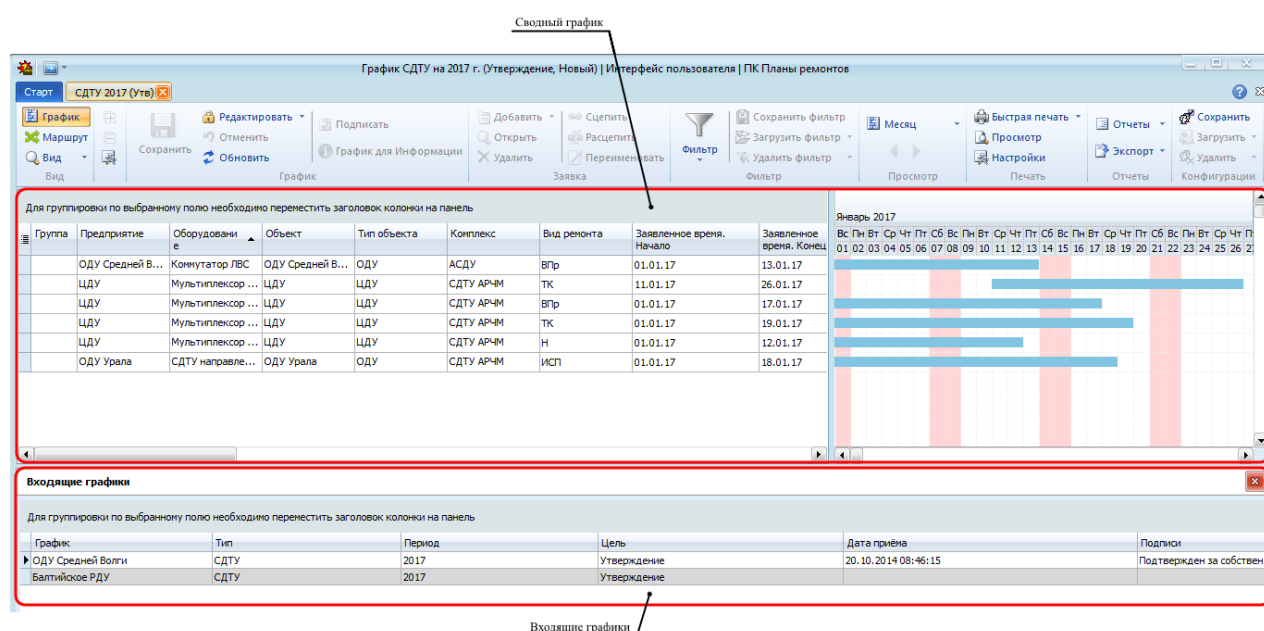 Сводный график
График СДТУ на 2017 г. (Утверждение, Новый) | Интерфейс пользователя | ПК Планы ремонтов
Старт СДТУ 2017 (Утв)
График Редактировать Подписать Добавить Сцепить Сохранить фильтр Месяц Быстрая печать Отчеты Сохранить
Маршрут Сохранить Отменить График для Информации Открыть Расцепить Фильтр Загрузить фильтр Просмотр Экспорт Загрузить
Вид Обновить Удалить Переименовать Удалить фильтр Настройки Удалить
Вид График Заявка Фильтр Просмотр Печать Отчеты Конфигурации
Для группировки по выбранному полю необходимо переместить заголовок колонки на панель
Январь 2017
Группа Предприятие Оборудовани Объект Тип объекта Комплекс Вид ремонта Заявленное время. Заявленное Вс Пн Вт Ср Чт Пт Сб Вс Пн Вт Ср Чт Пт Сб Вс Пн Вт Ср Чт Пт Сб Вс Пн Вт Ср Чт П
е Начало время. Конец 01 02 03 04 05 06 07 08 09 10 11 12 13 14 15 16 17 18 19 20 21 22 23 24 25 26 2
ОДУ Средней В... Коммутатор ЛВС ОДУ Средней В... ОДУ АСДУ ВПр 01.01.17 13.01.17
ЦДУ Мультиплексор ... ЦДУ ЦДУ СДТУ АРЧМ ТК 11.01.17 26.01.17
ЦДУ Мультиплексор ... ЦДУ ЦДУ СДТУ АРЧМ ВПр 01.01.17 17.01.17
ЦДУ Мультиплексор ... ЦДУ ЦДУ СДТУ АРЧМ ТК 01.01.17 19.01.17
ЦДУ Мультиплексор ... ЦДУ ЦДУ СДТУ АРЧМ Н 01.01.17 12.01.17
ОДУ Урала СДТУ направле... ОДУ Урала ОДУ СДТУ АРЧМ ИСП 01.01.17 18.01.17
Входящие графики
Для группировки по выбранному полю необходимо переместить заголовок колонки на панель
График Тип Период Цель Дата приёма Подписи
ОДУ Средней Волги СДТУ 2017 Утверждение 20.10.2014 08:46:15 Подтвержден за собствен
Балтийское РДУ СДТУ 2017 Утверждение
Входящие графики